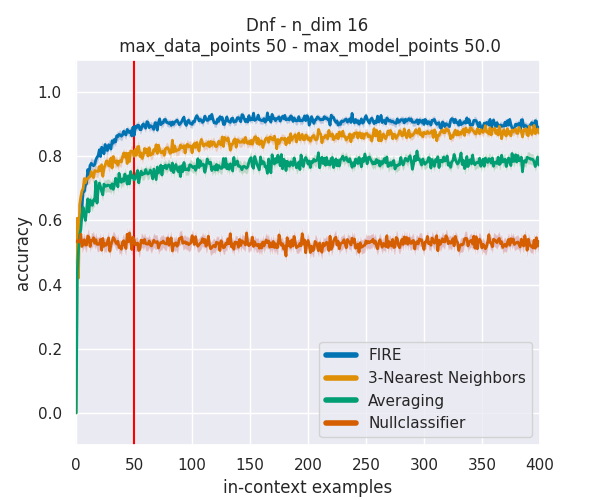 Dnf - n_dim 16
max_data_points 50 - max_model_points 50.0
accuracy
1.0
0.8
0.6
0.4
0.2
0.0
FIRE
3-Nearest Neighbors
Averaging
Nullclassifier
0 50 100 150 200 250 300 350 400
in-context examples